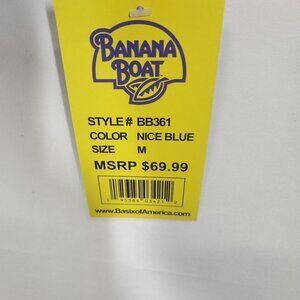 BANANA
BOAT
STYLE # BB361
COLOR NICE BLUE
SIZE M
MSRP $69.99
www.BasixofAmerica.com